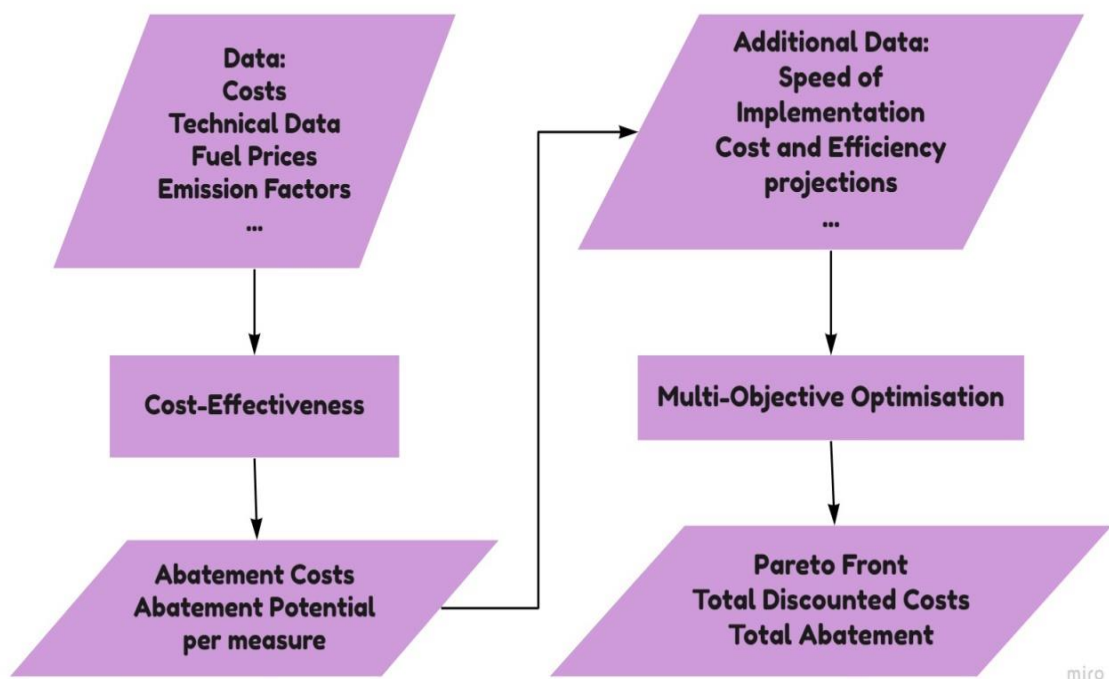 Data:
Costs
Technical Data
Fuel Prices
Emission Factors
...
Cost-Effectiveness
Abatement Costs
Abatement Potential
per measure
Additional Data:
Speed of
Implementation
Cost and Efficiency
projections
...
Multi-Objective Optimisation
Pareto Front
Total Discounted Costs
Total Abatement
miro